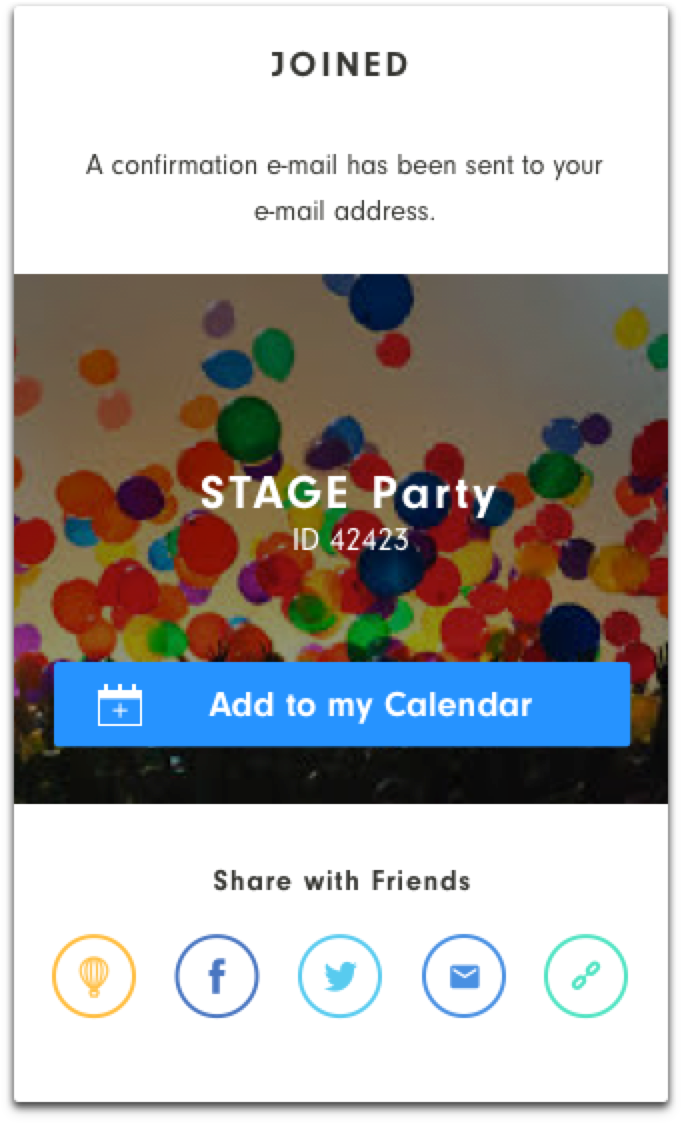 JOINED
A confirmation e-mail has been sent to your
e-mail address.
STAGE Party
ID 42423
Add to my Calendar
Share with Friends